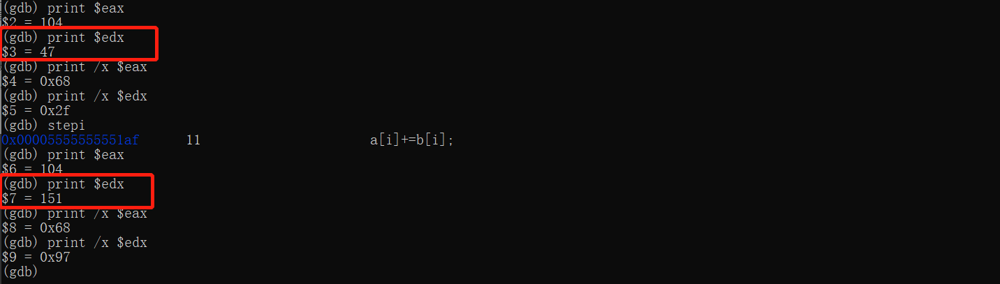 (gdb) print $eax
$2 = 104
(gdb) print $edx
$3 = 47
(gdb) print /x $eax
$4 = 0x68
(gdb) print /x $edx
$5 = 0x2f
(gdb) stepi
0x00005555555551af 11 a[i]+=b[i];
(gdb) print $eax
$6 = 104
(gdb) print $edx
$7 = 151
(gdb) print /x $eax
$8 = 0x68
(gdb) print /x $edx
$9 = 0x97
(gdb)